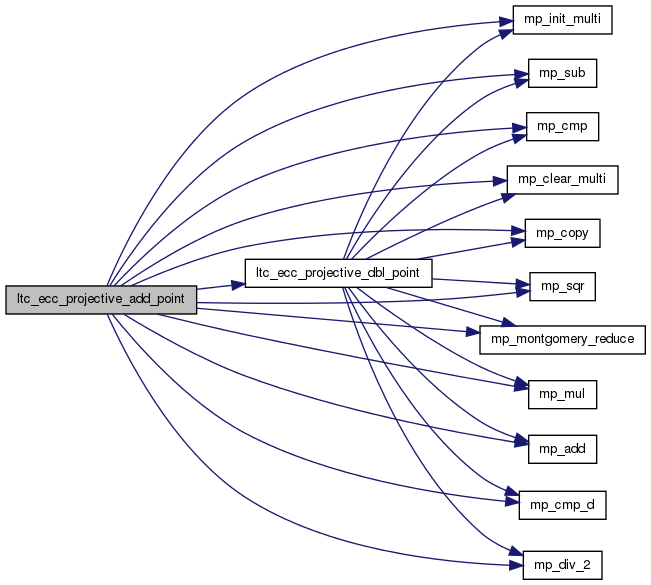 mp_init_multi
mp_sub
mp_cmp
mp_clear_multi
mp_copy
ltc_ecc_projective_dbl_point
mp_sqr
ltc_ecc_projective_add_point
mp_montgomery_reduce
mp_mul
mp_add
mp_cmp_d
mp_div_2